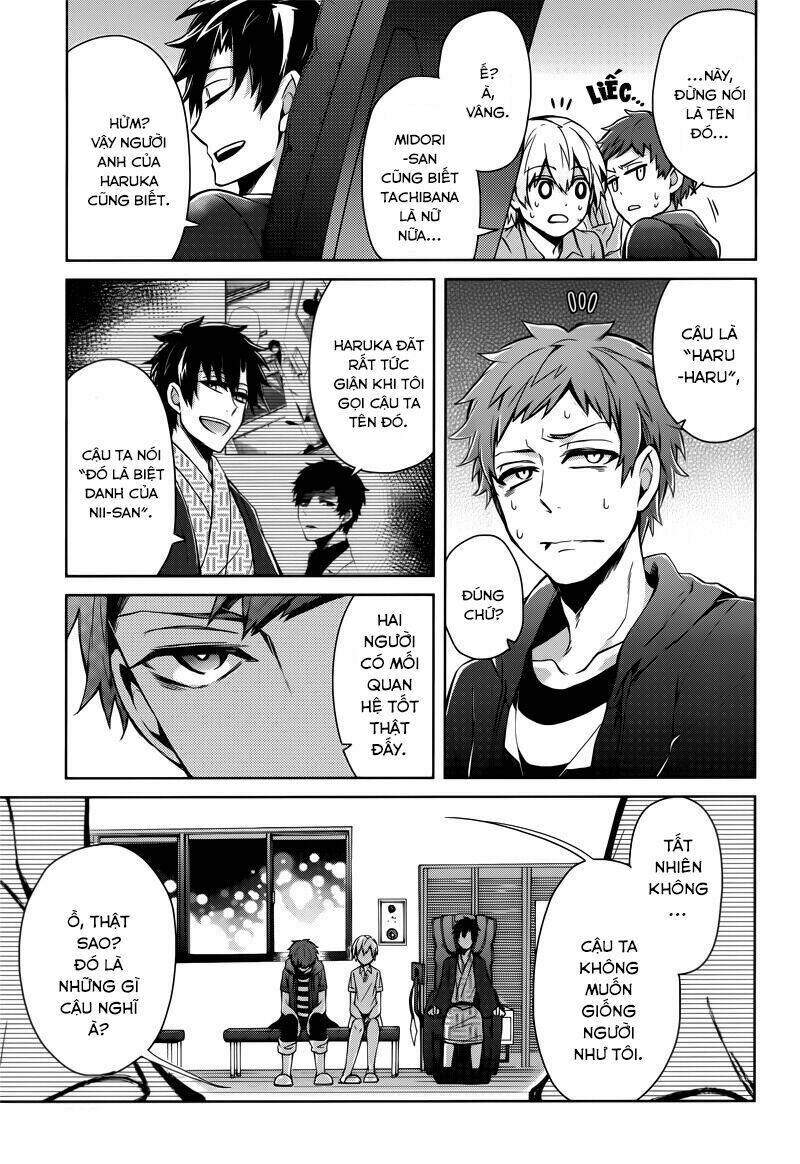 ...NÀY,
ĐỪNG NÓI
LÀ TÊN
ĐÓ...
LIẾC...
Ế?
À,
VÂNG.
MIDORI
-SAN
CŨNG BIẾT
TACHIBANA
LÀ NỮ
NỮA...
HỬM?
VẬY NGƯỜI
ANH CỦA
HARUKA
CŨNG BIẾT.
CẬU LÀ
"HARU
-HARU",
ĐÚNG
CHỨ?
HARUKA ĐÃ
RẤT TỨC
GIẬN KHI TÔI
GỌI CẬU TA
TÊN ĐÓ.
CẬU TA NÓI
"ĐÓ LÀ BIỆT
DANH CỦA
NII-SAN".
HAI
NGƯỜI
CÓ MỐI
QUAN
HỆ TỐT
THẬT
ĐẤY.
TẤT
NHIÊN
KHÔNG
...
CẬU TA
KHÔNG
MUỐN
GIỐNG
NGƯỜI
NHƯ TÔI.
Ồ, THẬT
SAO?
ĐÓ LÀ
NHỮNG GÌ
CẬU NGHĨ
À?